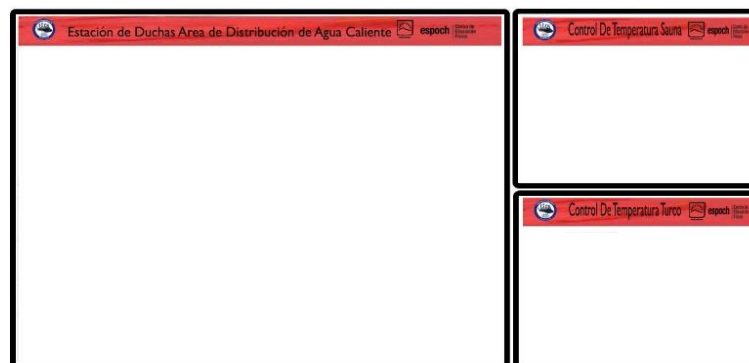 Estación de Duchas Area de Distribución de Agua Caliente espoch
Control De Temperatura Sauna espoch
Control De Temperatura Turco espoch